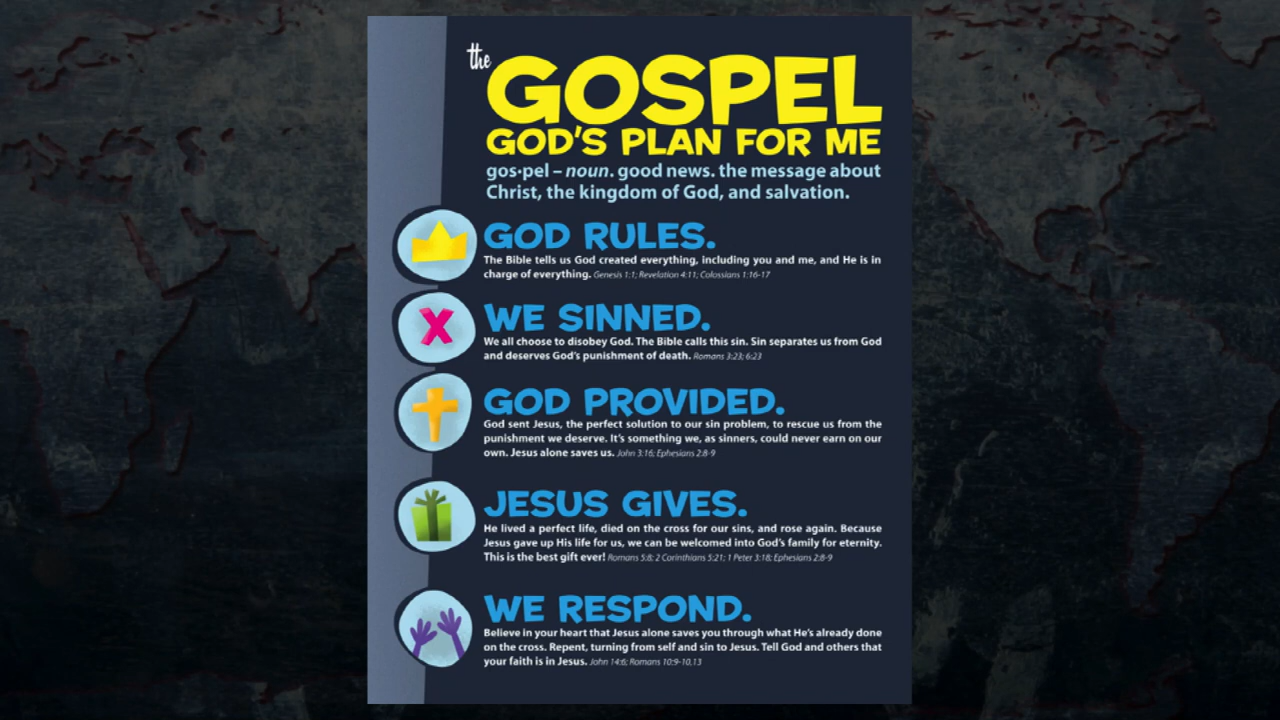 the
GOSPEL
GOD'S PLAN FOR ME
gos•pel – noun. good news. the message about
Christ, the kingdom of God, and salvation.
GOD RULES.
The Bible tells us God created everything, including you and me, and He is in
charge of everything. Genesis 1:1; Revelation 4:11; Colossians 1:16-17
WE SINNED.
We all choose to disobey God. The Bible calls this sin. Sin separates us from God
and deserves God's punishment of death. Romans 3:23; 6:23
GOD PROVIDED.
God sent Jesus, the perfect solution to our sin problem, to rescue us from the
punishment we deserve. It's something we, as sinners, could never earn on our
own. Jesus alone saves us. John 3:16; Ephesians 2:8-9
JESUS GIVES.
He lived a perfect life, died on the cross for our sins, and rose again. Because
Jesus gave up His life for us, we can be welcomed into God's family for eternity.
This is the best gift ever! Romans 5:8; 2 Corinthians 5:21; 1 Peter 3:18; Ephesians 2:8-9
WE RESPOND.
Believe in your heart that Jesus alone saves you through what He's already done
on the cross. Repent, turning from self and sin to Jesus. Tell God and others that
your faith is in Jesus. John 14:6; Romans 10:9-10,13